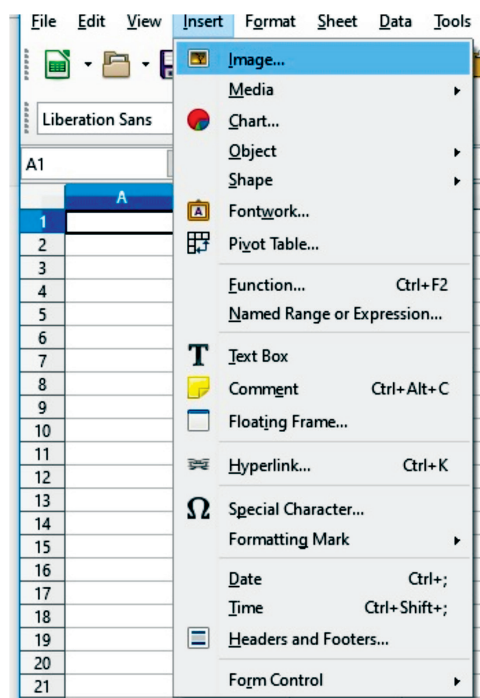 File Edit View Insert Format Sheet Data Tools
Image...
Media
Liberation Sans
Chart...
Object
A1
Shape
A
Fontwork...
1
Pivot Table...
2
3
Function... Ctrl+F2
4
Named Range or Expression...
5
6
Text Box
7
8
Comment Ctrl+Alt+C
9
Floating Frame...
10
11
Hyperlink... Ctrl+K
12
13
Special Character...
14
Formatting Mark
15
16
Date Ctrl+;
17
Time Ctrl+Shift+;
18
19
Headers and Footers...
20
Form Control
21